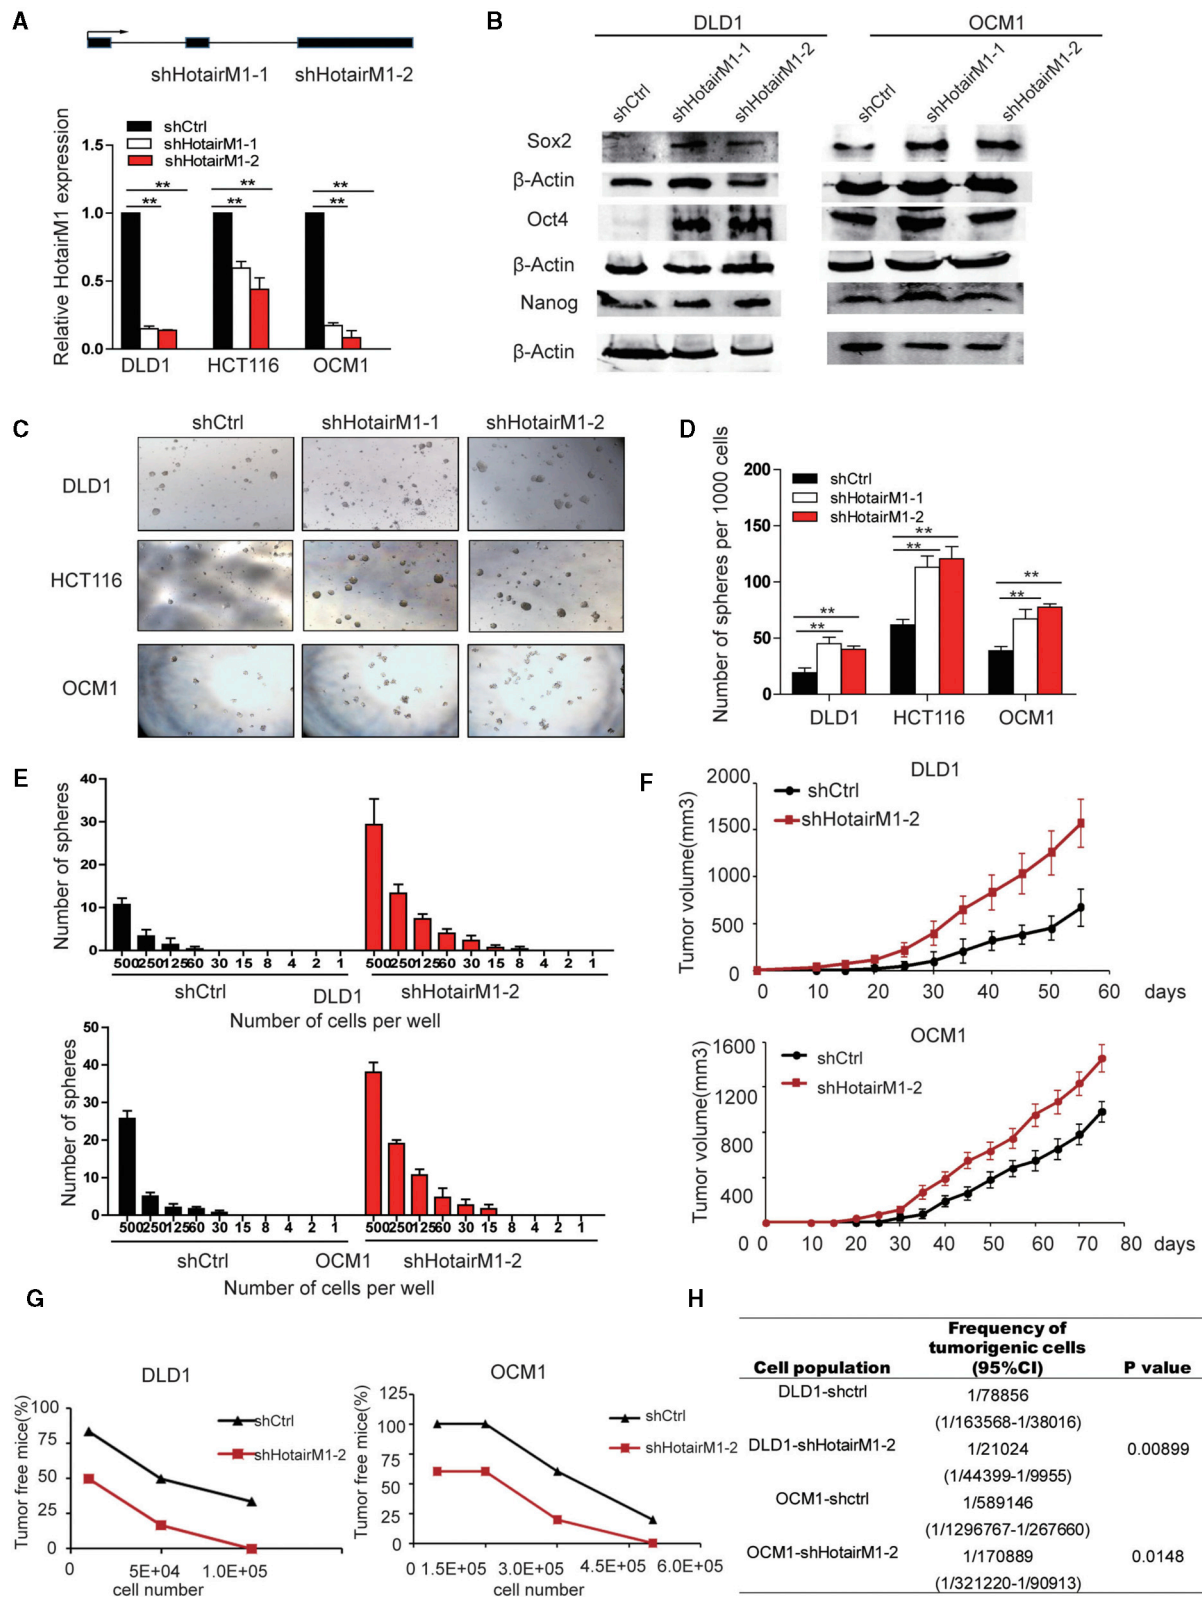 A
shHotairM1-1 shHotairM1-2
Relative HotairM1 expression
shCtrl
shHotairM1-1
shHotairM1-2
1.5
1.0
0.5
0.0
** ** **
** ** **
DLD1 HCT116 OCM1
B
DLD1 OCM1
shCtrl shHotairM1-1 shHotairM1-2 shCtrl shHotairM1-1 shHotairM1-2
Sox2
β-Actin
Oct4
β-Actin
Nanog
β-Actin
C
shCtrl shHotairM1-1 shHotairM1-2
DLD1
HCT116
OCM1
D
Number of spheres per 1000 cells
200
150
100
50
0
shCtrl
shHotairM1-1
shHotairM1-2
** ** **
** ** **
DLD1 HCT116 OCM1
E
Number of spheres
40
30
20
10
0
500 250 125 60 30 15 8 4 2 1 500 250 125 60 30 15 8 4 2 1
shCtrl DLD1 shHotairM1-2
Number of cells per well
Number of spheres
50
40
30
20
10
0
500 250 125 60 30 15 8 4 2 1 500 250 125 60 30 15 8 4 2 1
shCtrl OCM1 shHotairM1-2
Number of cells per well
F
DLD1
Tumor volume(mm3)
shCtrl
shHotairM1-2
2000
1500
1000
500
0
0 10 20 30 40 50 60 days
OCM1
Tumor volume(mm3)
shCtrl
shHotairM1-2
1600
1200
800
400
0 0 10 20 30 40 50 60 70 80 days
G
DLD1
Tumor free mice(%)
100
75
50
25
0
shCtrl
shHotairM1-2
0 5E+04 1.0E+05
cell number
OCM1
Tumor free mice(%)
125
100
75
50
25
0
shCtrl
shHotairM1-2
0 1.5E+05 3.0E+05 4.5E+05 6.0E+05
cell number
H
Cell population Frequency of tumorigenic cells (95%CI) P value
DLD1-shctrl 1/78856
(1/163568-1/38016)
DLD1-shHotairM1-2 1/21024 0.00899
(1/44399-1/9955)
OCM1-shctrl 1/589146
(1/1296767-1/267660)
OCM1-shHotairM1-2 1/170889 0.0148
(1/321220-1/90913)